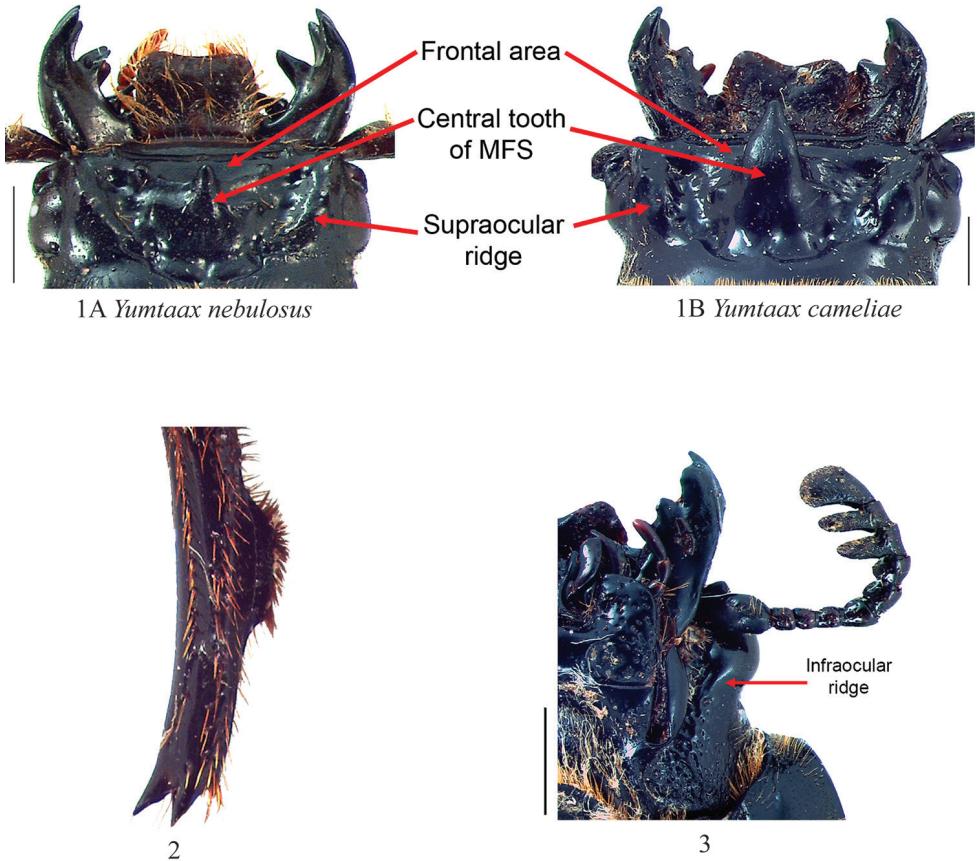 Frontal area
Central tooth
of MFS
Supraocular
ridge
1A Yumtaax nebulosus
1B Yumtaax cameliae
Infraocular
ridge
2
3